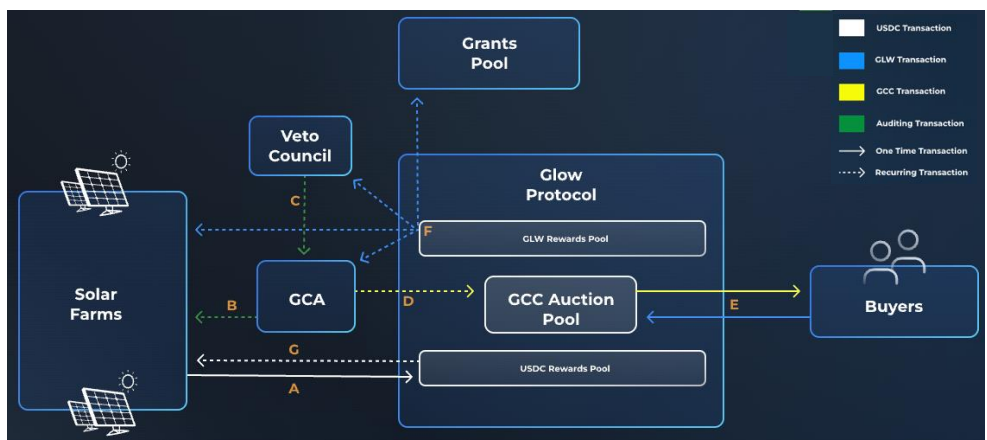 Grants
Pool
USDC Transaction
GLW Transaction
GCC Transaction
Auditing Transaction
One Time Transaction
Recurring Transaction
Veto
Council
C
Glow
Protocol
F
GLW Rewards Pool
Solar
Farms
B
GCA
D
GCC Auction
Pool
E
Buyers
G
A
USDC Rewards Pool